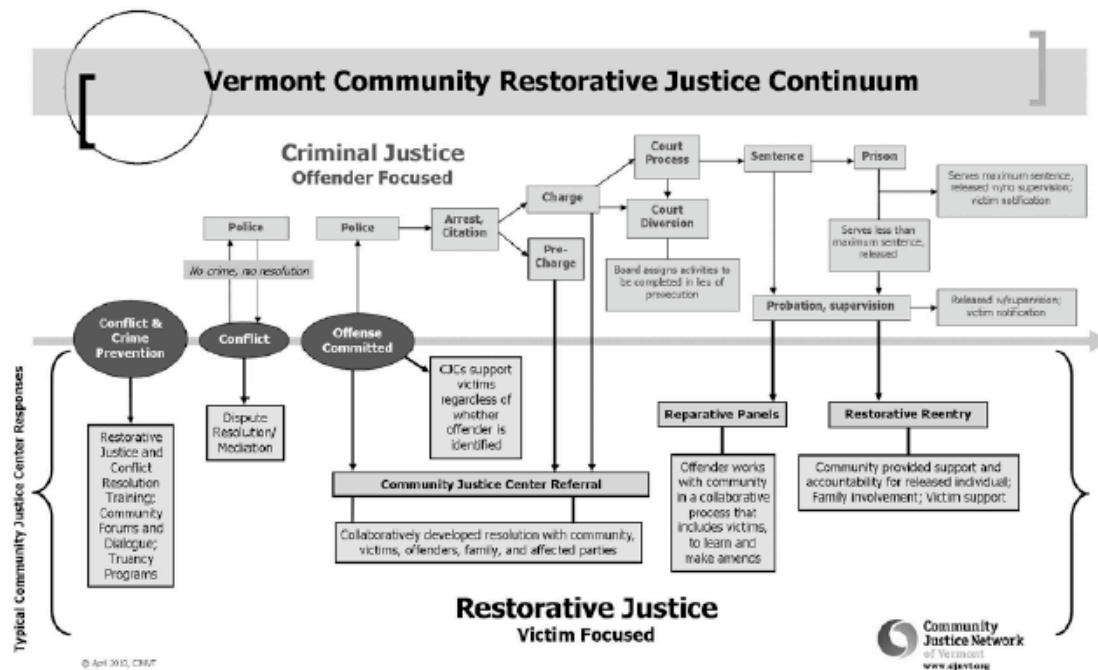 Vermont Community Restorative Justice Continuum
Criminal Justice
Offender Focused
Police
No crime, no resolution
Police
Arrest,
Citation
Charge
Pre-
Charge
Court
Process
Court
Diversion
Board assigns activities to
be completed in lieu of
prosecution
Sentence
Prison
Serves maximum sentence,
released w/no supervision;
victim notification
Serves less than
maximum sentence,
released
Probation, supervision
Released w/supervision;
victim notification
Conflict &
Crime
Prevention
Conflict
Offense
Committed
Typical Community Justice Center Responses
Restorative
Justice and
Conflict
Resolution
Training;
Community
Forums and
Dialogue;
Truancy
Programs
Dispute
Resolution/
Mediation
CJCs support
victims
regardless of
whether
offender is
identified
Community Justice Center Referral
Collaboratively developed resolution with community,
victims, offenders, family, and affected parties
Reparative Panels
Offender works
with community
in a collaborative
process that
includes victims,
to learn and
make amends
Restorative Reentry
Community provided support and
accountability for released individual;
Family involvement; Victim support
Restorative Justice
Victim Focused
Community
Justice Network
of Vermont
www.cjnvt.org
© April 2010, CJNVT